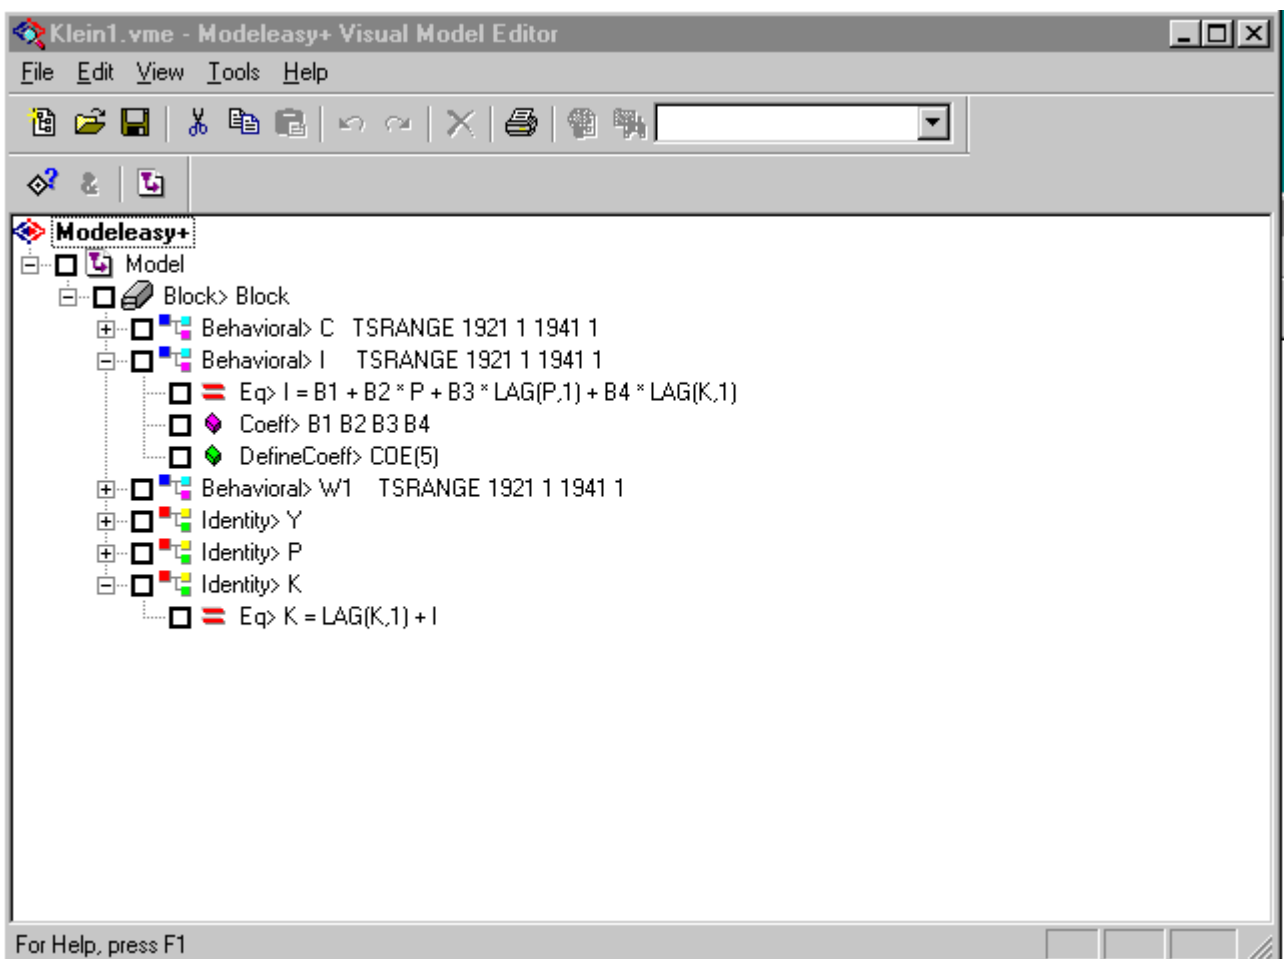 Klein1.vme - Modeleasy+ Visual Model Editor
File Edit View Tools Help
Modeleasy+
Model
Block> Block
Behavioral> C TSRANGE 1921 1 1941 1
Behavioral> I TSRANGE 1921 1 1941 1
Eq> I = B1 + B2 * P + B3 * LAG(P,1) + B4 * LAG(K,1)
Coeff> B1 B2 B3 B4
DefineCoeff> COE(5)
Behavioral> W1 TSRANGE 1921 1 1941 1
Identity> Y
Identity> P
Identity> K
Eq> K = LAG(K,1) + I
For Help, press F1